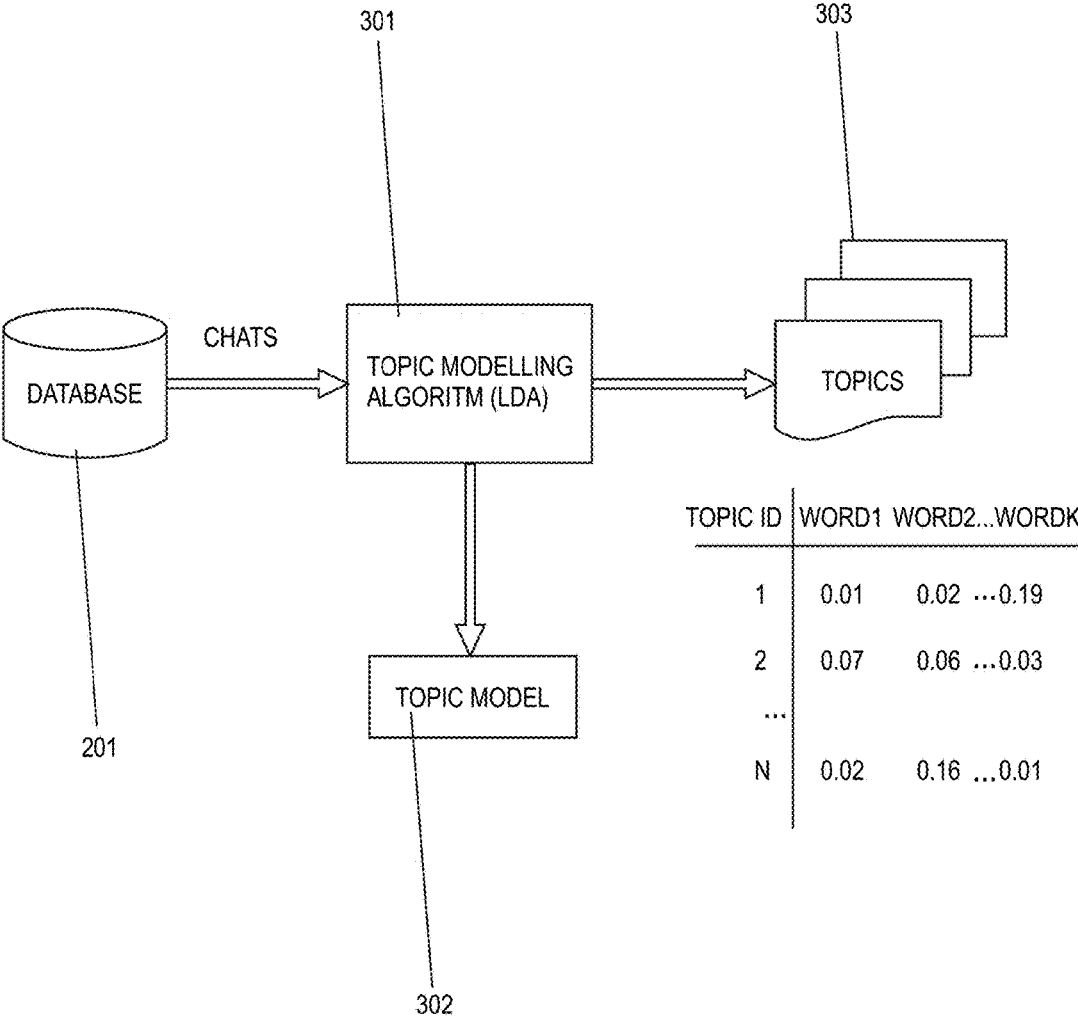 301
303
CHATS
DATABASE
TOPIC MODELLING
ALGORITM (LDA)
TOPICS
TOPIC ID WORD1 WORD2...WORDK
1 0.01 0.02 ...0.19
2 0.07 0.06 ...0.03
...
N 0.02 0.16 ...0.01
TOPIC MODEL
201
302